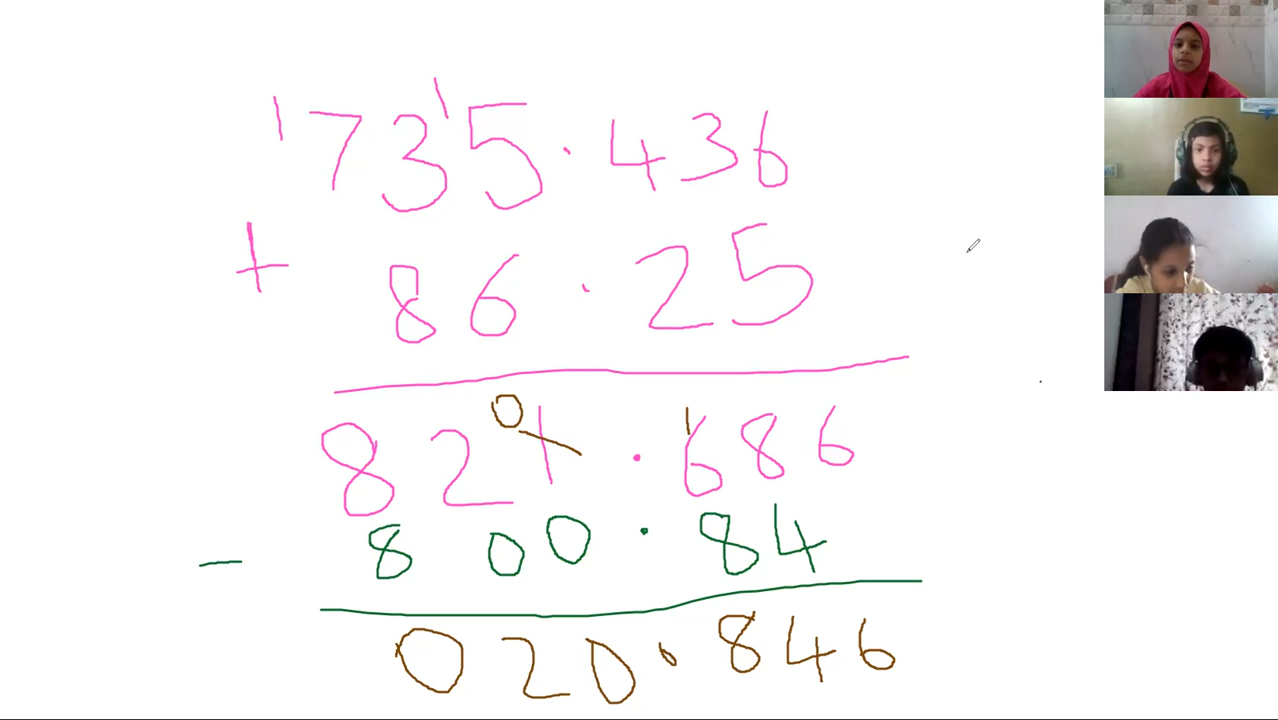 1 7 3 1 5 . 4 3 6
+ 8 6 . 2 5
0 1
8 2 1 . 6 8 6
- 8 0 0 . 8 4
0 2 0 . 8 4 6